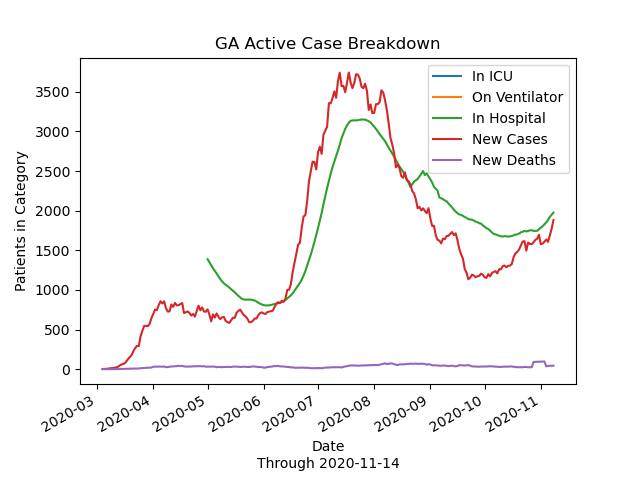 GA Active Case Breakdown
In ICU
On Ventilator
In Hospital
New Cases
New Deaths
Patients in Category
3500
3000
2500
2000
1500
1000
500
0
2020-03
2020-04
2020-05
2020-06
2020-07
2020-08
2020-09
2020-10
2020-11
Date
Through 2020-11-14